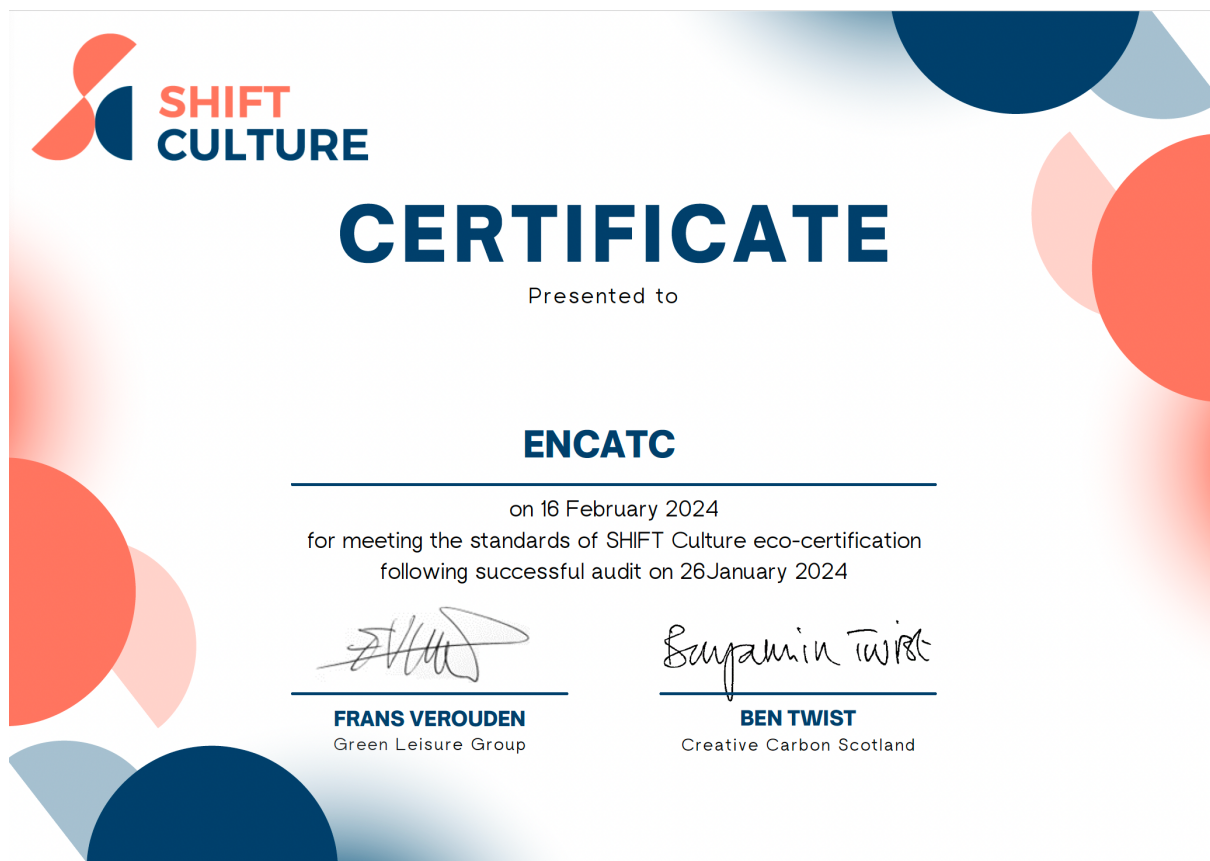 SHIFT
CULTURE
CERTIFICATE
Presented to
ENCATC
on 16 February 2024
for meeting the standards of SHIFT Culture eco-certification
following successful audit on 26January 2024
Benjamin Twist
FRANS VEROUDEN
Green Leisure Group
BEN TWIST
Creative Carbon Scotland